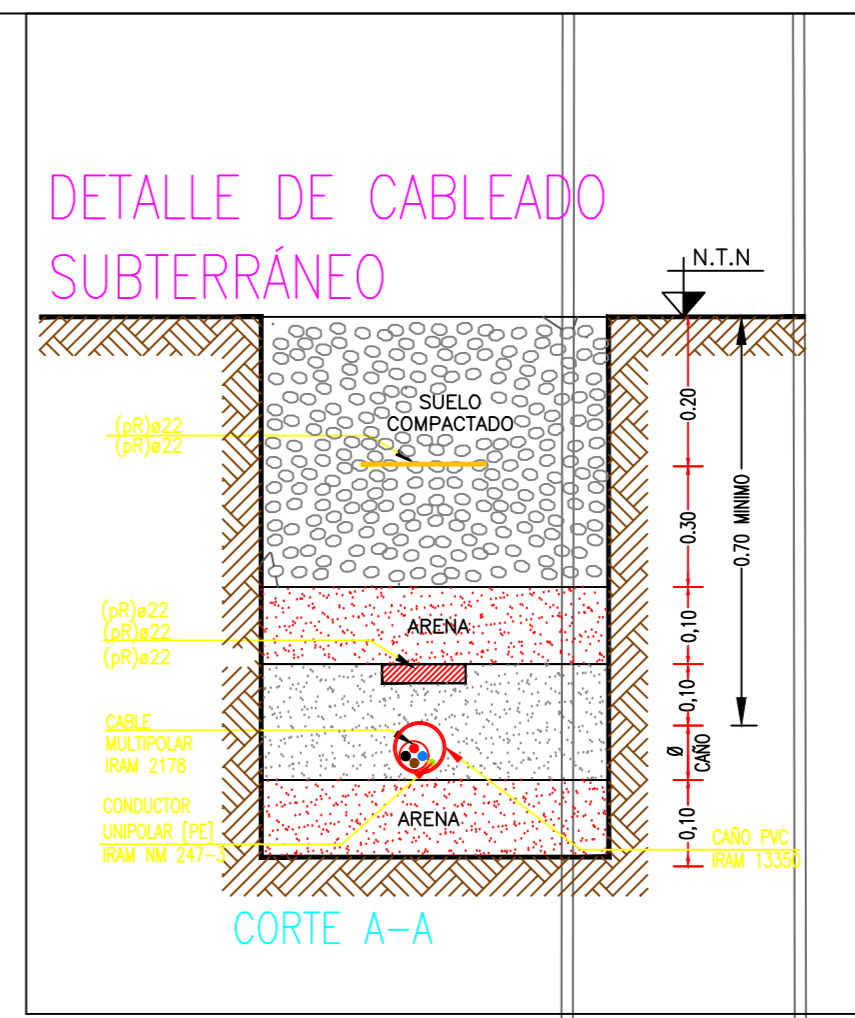 DETALLE DE CABLEADO
SUBTERRÁNEO
N.T.N
SUELO
COMPACTADO
(pR)ø22
(pR)ø22
0.20
0.30
0.70 MINIMO
(pR)ø22
(pR)ø22
(pR)ø22
ARENA
0,10
0,10
CABLE
MULTIPOLAR
IRAM 2178
Ø
CAÑO
CONDUCTOR
UNIPOLAR [PE]
IRAM NM 247-3
ARENA
0,10
CAÑO PVC
IRAM 13350
CORTE A-A